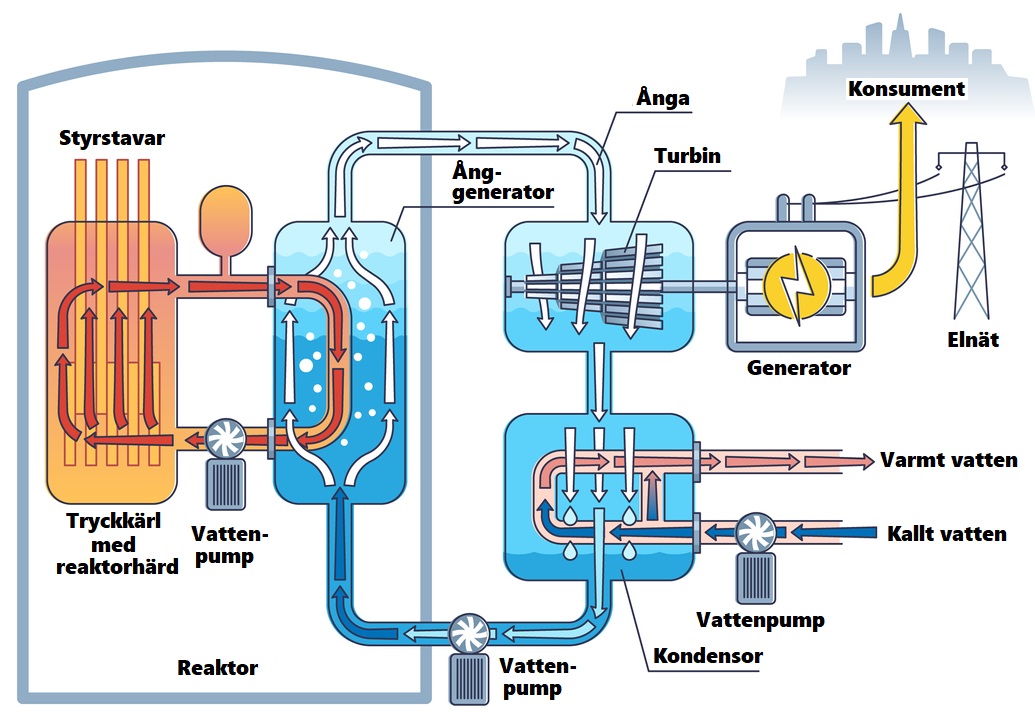 Konsument
Ånga
Styrstavar
Turbin
Ång-
generator
Elnät
Generator
Varmt vatten
Tryckkärl
med
reaktorhärd
Vatten-
pump
Kallt vatten
Vattenpump
Kondensor
Reaktor
Vatten-
pump